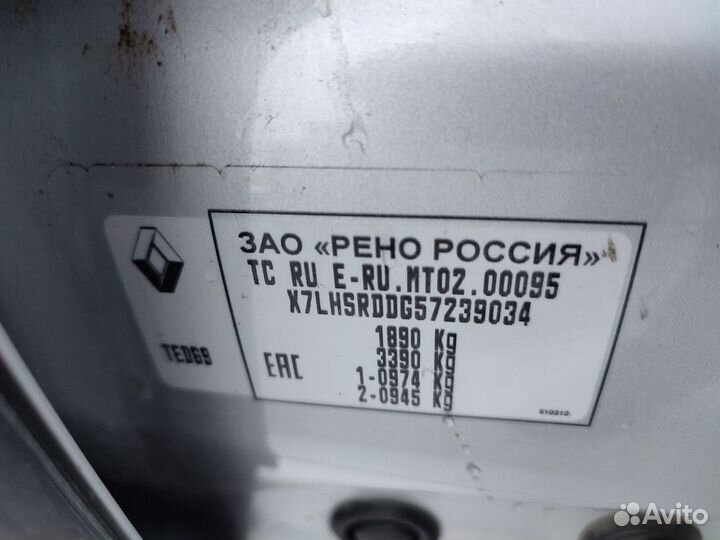 ЗАО «РЕНО РОССИЯ»
TC RU E-RU.MT02.00095
X7LHSRDDG57239034
1890 Kg
3390 Kg
1-0974 Kg
2-0945 Kg
TED69
EAC
510312.
Avito